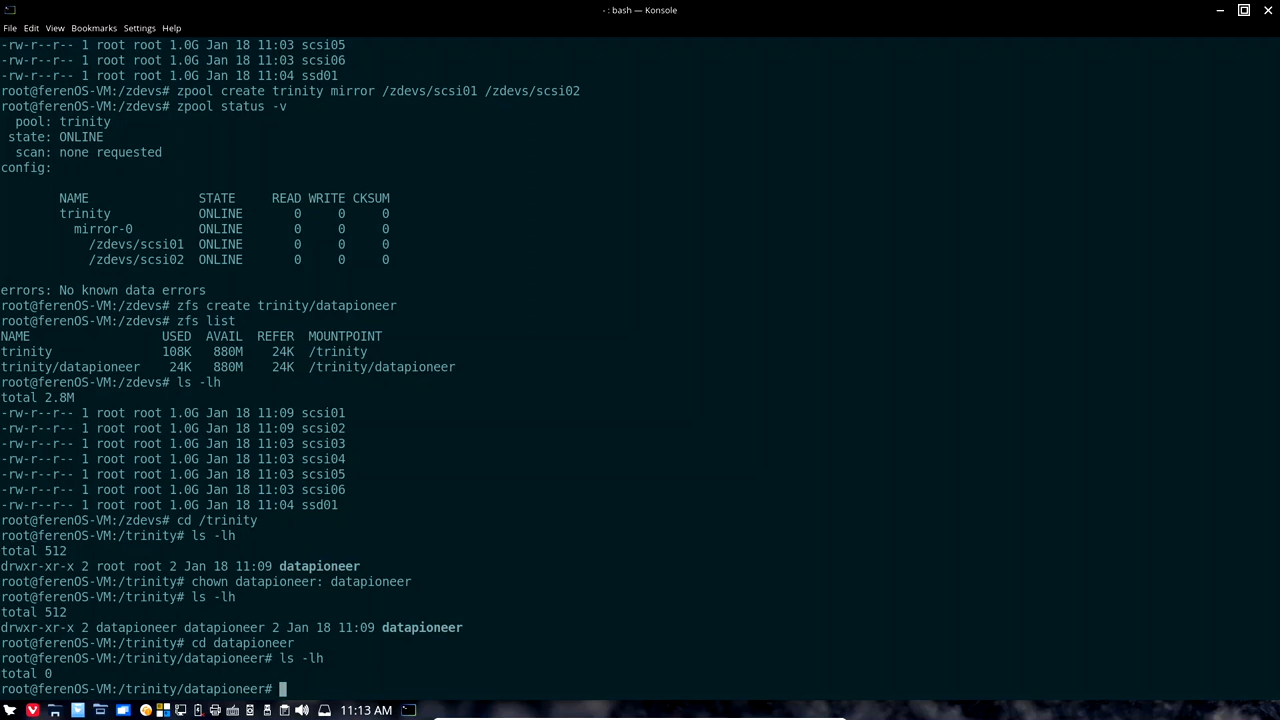 - : bash — Konsole
File Edit View Bookmarks Settings Help
-rw-r--r-- 1 root root 1.0G Jan 18 11:03 scsi05
-rw-r--r-- 1 root root 1.0G Jan 18 11:03 scsi06
-rw-r--r-- 1 root root 1.0G Jan 18 11:04 ssd01
root@ferenOS-VM:/zdevs# zpool create trinity mirror /zdevs/scsi01 /zdevs/scsi02
root@ferenOS-VM:/zdevs# zpool status -v
  pool: trinity
 state: ONLINE
  scan: none requested
config:
        NAME               STATE     READ WRITE CKSUM
        trinity            ONLINE       0     0     0
          mirror-0         ONLINE       0     0     0
            /zdevs/scsi01  ONLINE       0     0     0
            /zdevs/scsi02  ONLINE       0     0     0
errors: No known data errors
root@ferenOS-VM:/zdevs# zfs create trinity/datapioneer
root@ferenOS-VM:/zdevs# zfs list
NAME                  USED  AVAIL  REFER  MOUNTPOINT
trinity               108K   880M    24K  /trinity
trinity/datapioneer    24K   880M    24K  /trinity/datapioneer
root@ferenOS-VM:/zdevs# ls -lh
total 2.8M
-rw-r--r-- 1 root root 1.0G Jan 18 11:09 scsi01
-rw-r--r-- 1 root root 1.0G Jan 18 11:09 scsi02
-rw-r--r-- 1 root root 1.0G Jan 18 11:03 scsi03
-rw-r--r-- 1 root root 1.0G Jan 18 11:03 scsi04
-rw-r--r-- 1 root root 1.0G Jan 18 11:03 scsi05
-rw-r--r-- 1 root root 1.0G Jan 18 11:03 scsi06
-rw-r--r-- 1 root root 1.0G Jan 18 11:04 ssd01
root@ferenOS-VM:/zdevs# cd /trinity
root@ferenOS-VM:/trinity# ls -lh
total 512
drwxr-xr-x 2 root root 2 Jan 18 11:09 datapioneer
root@ferenOS-VM:/trinity# chown datapioneer: datapioneer
root@ferenOS-VM:/trinity# ls -lh
total 512
drwxr-xr-x 2 datapioneer datapioneer 2 Jan 18 11:09 datapioneer
root@ferenOS-VM:/trinity# cd datapioneer
root@ferenOS-VM:/trinity/datapioneer# ls -lh
total 0
root@ferenOS-VM:/trinity/datapioneer#
11:13 AM